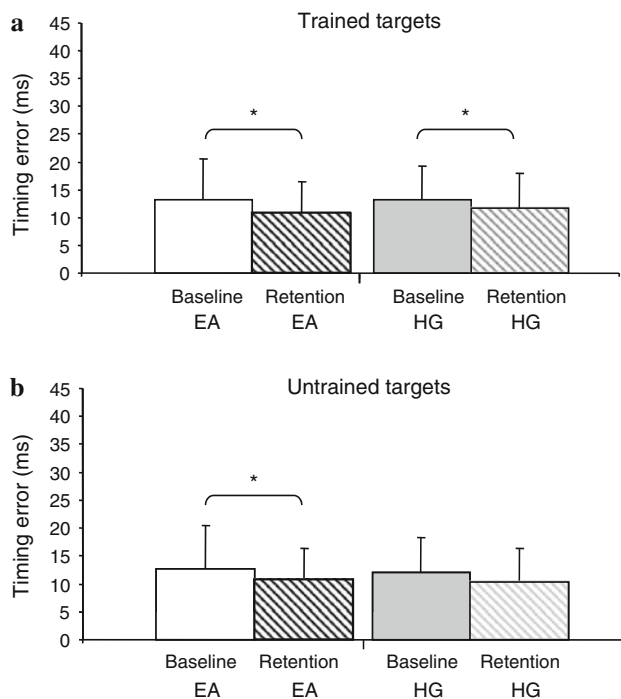 a
Trained targets
Timing error (ms)
45
40
35
30
25
20
15
10
5
0
*
*
Baseline Retention Baseline Retention
EA EA HG HG
b
Untrained targets
Timing error (ms)
45
40
35
30
25
20
15
10
5
0
*
Baseline Retention Baseline Retention
EA EA HG HG